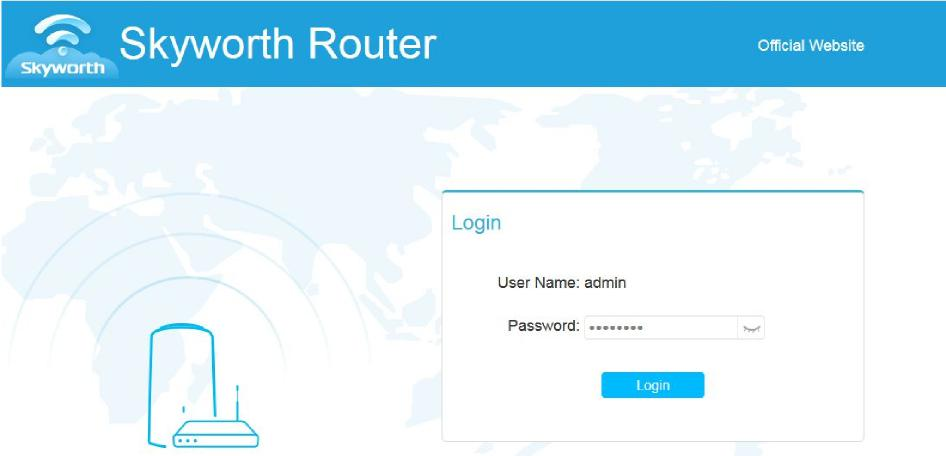 Skyworth
Skyworth Router
Official Website
Login
User Name: admin
Password: ••••••••
Login